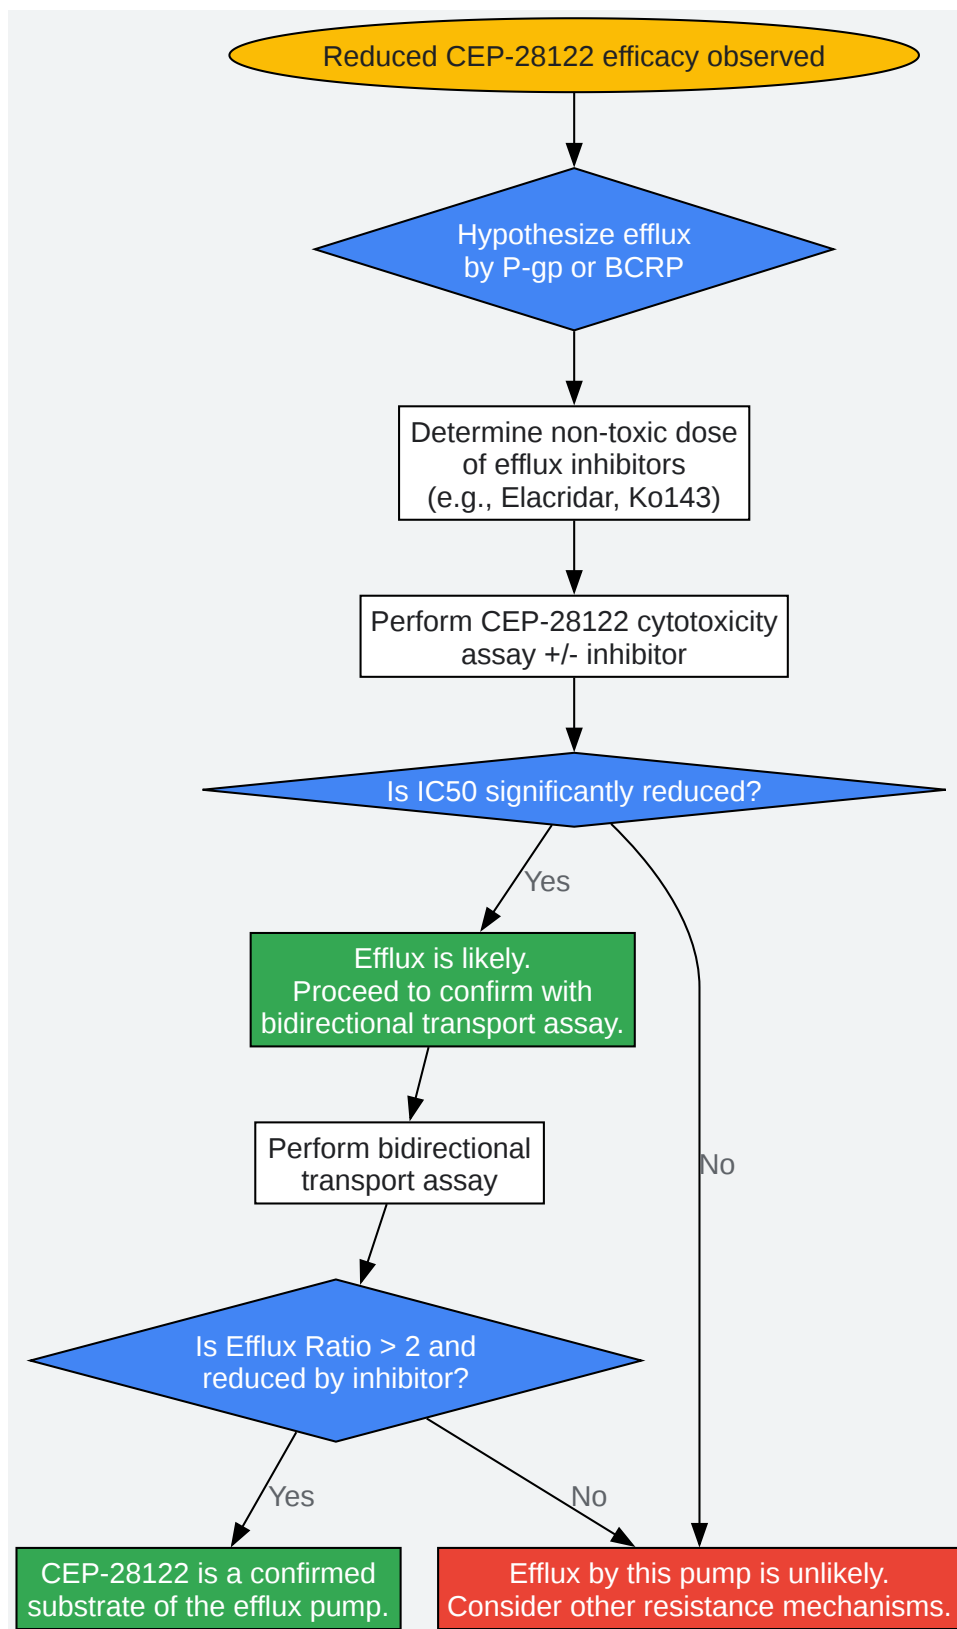 Reduced CEP-28122 efficacy observed
Hypothesize efflux
by P-gp or BCRP
Determine non-toxic dose
of efflux inhibitors
(e.g., Elacridar, Ko143)
Perform CEP-28122 cytotoxicity
assay +/- inhibitor
Is IC50 significantly reduced?
Yes
Efflux is likely.
Proceed to confirm with
bidirectional transport assay.
Perform bidirectional
transport assay
No
Is Efflux Ratio > 2 and
reduced by inhibitor?
Yes
No
CEP-28122 is a confirmed
substrate of the efflux pump.
Efflux by this pump is unlikely.
Consider other resistance mechanisms.